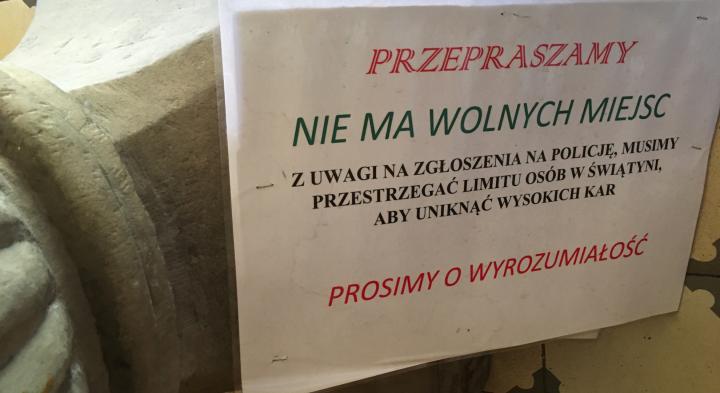 PRZEPRASZAMY
NIE MA WOLNYCH MIEJSC
Z UWAGI NA ZGŁOSZENIA NA POLICJĘ, MUSIMY
PRZESTRZEGAĆ LIMITU OSÓB W ŚWIĄTYNI,
ABY UNIKNĄĆ WYSOKICH KAR
PROSIMY O WYROZUMIAŁOŚĆ